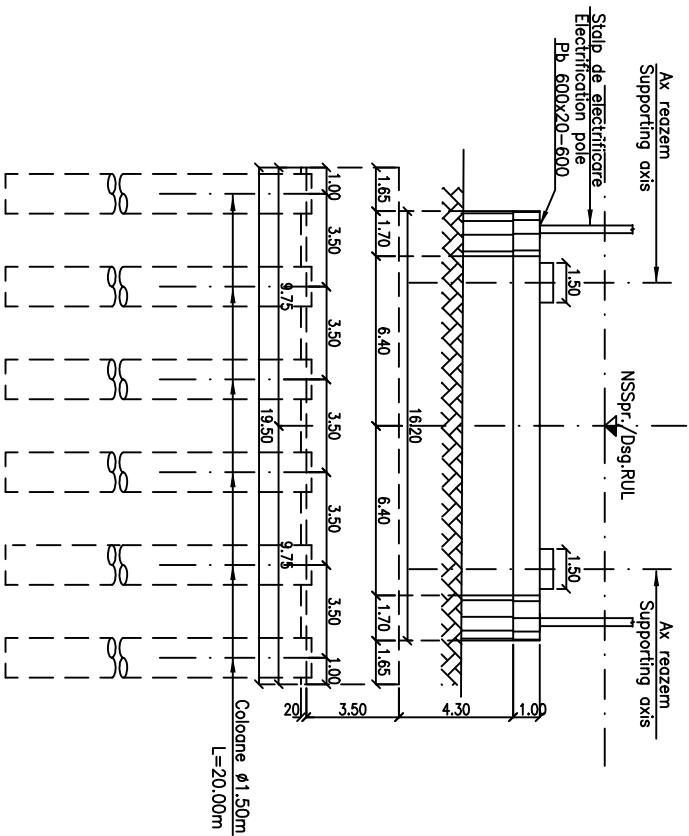 Stalp de electrificare
Electrification pole
Pb 600x20-600
Ax reazem
Supporting axis
Ax reazem
Supporting axis
NSSpr./Dsg.RUL
1.50
1.50
16.20
1.65
1.70
6.40
6.40
1.70
1.65
1.00
3.50
3.50
3.50
3.50
3.50
1.00
9.75
9.75
19.50
20
3.50
4.30
1.00
Coloane ø1.50m
L=20.00m